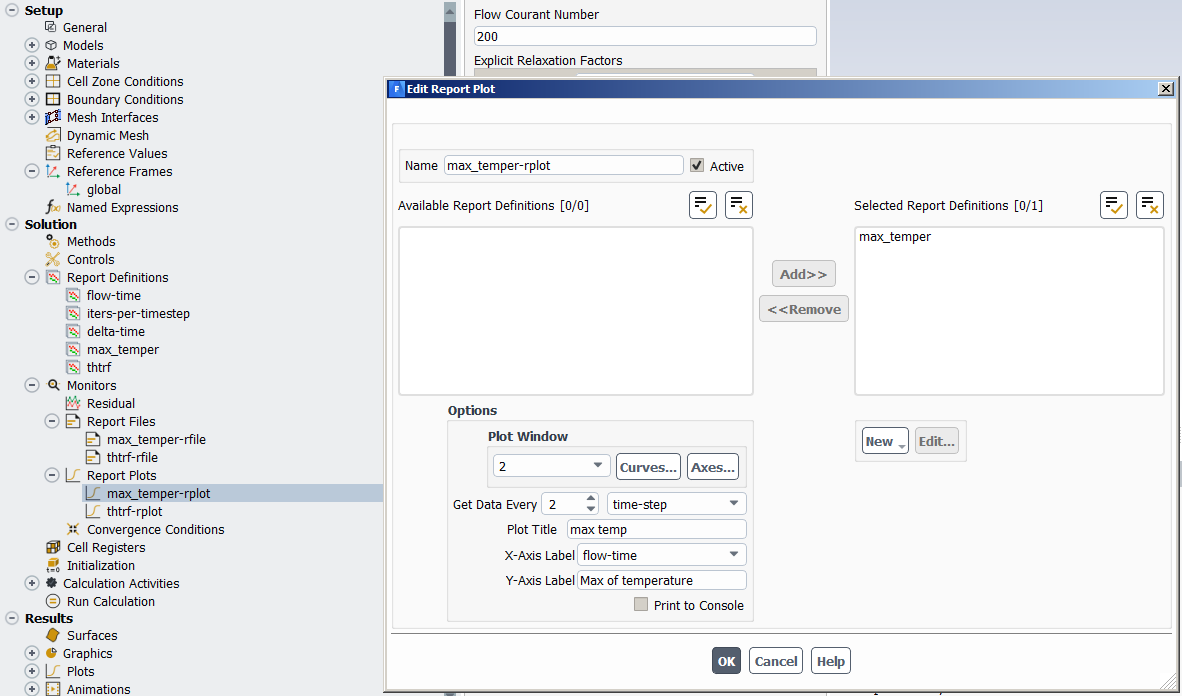 Setup
General
Models
Materials
Cell Zone Conditions
Boundary Conditions
Mesh Interfaces
Dynamic Mesh
Reference Values
Reference Frames
global
Named Expressions
Solution
Methods
Controls
Report Definitions
flow-time
iters-per-timestep
delta-time
max_temper
thtrf
Monitors
Residual
Report Files
max_temper-rfile
thtrf-rfile
Report Plots
max_temper-rplot
thtrf-rplot
Convergence Conditions
Cell Registers
Initialization
Calculation Activities
Run Calculation
Results
Surfaces
Graphics
Plots
Animations
Flow Courant Number
200
Explicit Relaxation Factors
F Edit Report Plot
Name max_temper-rplot Active
Available Report Definitions [0/0]
Add>>
<<Remove
Selected Report Definitions [0/1]
max_temper
New Edit...
Options
Plot Window
2 Curves... Axes...
Get Data Every 2 time-step
Plot Title max temp
X-Axis Label flow-time
Y-Axis Label Max of temperature
Print to Console
OK Cancel Help